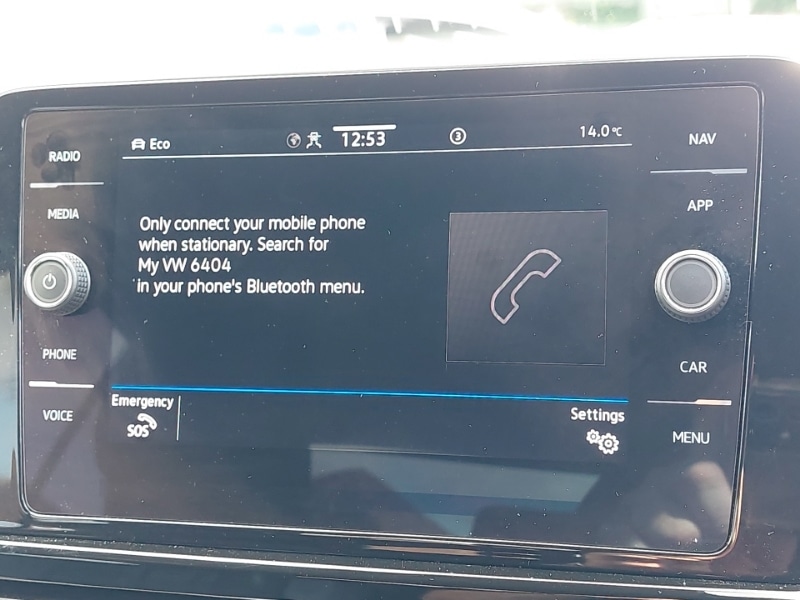 RADIO
MEDIA
PHONE
VOICE
Eco
12:53
3
14.0°C
Only connect your mobile phone
when stationary. Search for
My VW 6404
in your phone's Bluetooth menu.
Emergency
SOS
Settings
NAV
APP
CAR
MENU